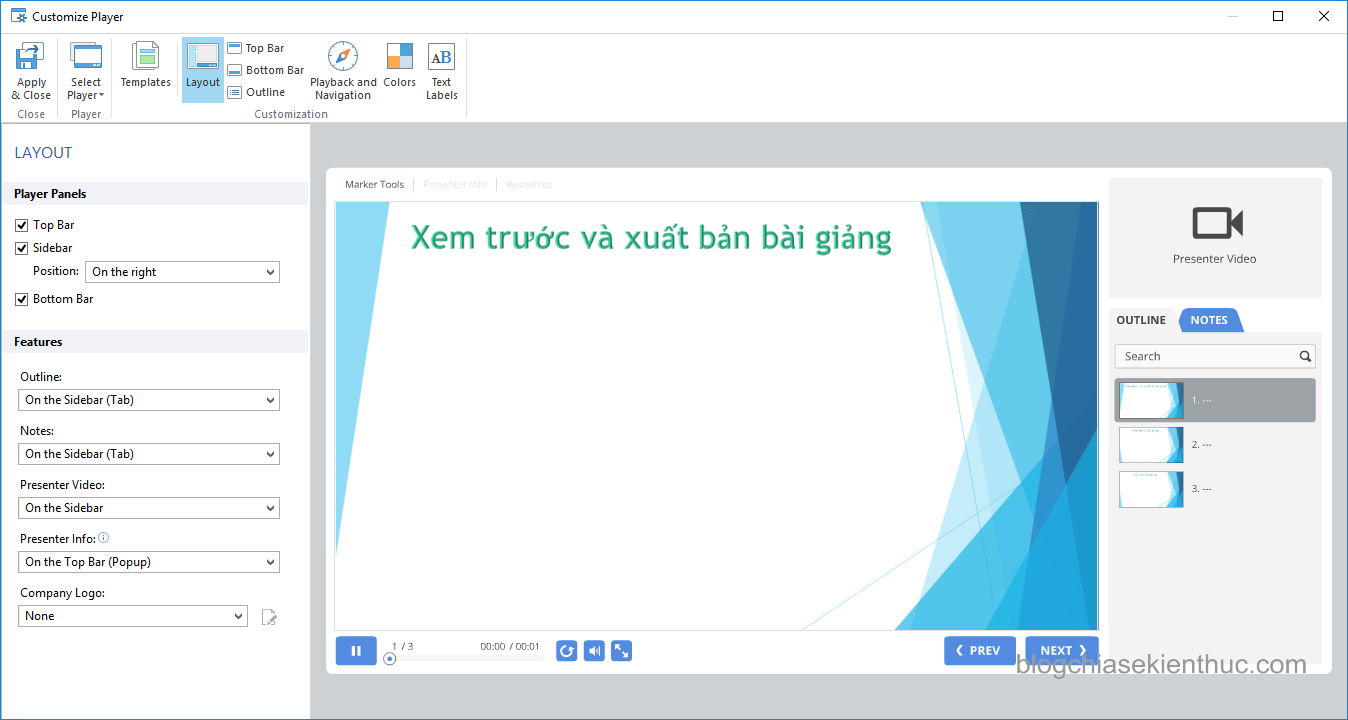 Customize Player
Apply & Close
Select Player
Templates
Layout
Top Bar
Bottom Bar
Outline
Playback and Navigation
Colors
AB
Text Labels
Close
Player
Customization
LAYOUT
Player Panels
Top Bar
Sidebar
Position: On the right
Bottom Bar
Features
Outline:
On the Sidebar (Tab)
Notes:
On the Sidebar (Tab)
Presenter Video:
On the Sidebar
Presenter Info:
On the Top Bar (Popup)
Company Logo:
None
Marker Tools
Presenter Info
Resources
Xem trước và xuất bản bài giảng
1 / 3
00:00 / 00:01
PREV
NEXT
Presenter Video
OUTLINE
NOTES
Search
1. ---
2. ---
3. ---
blogchiasekienthuc.com